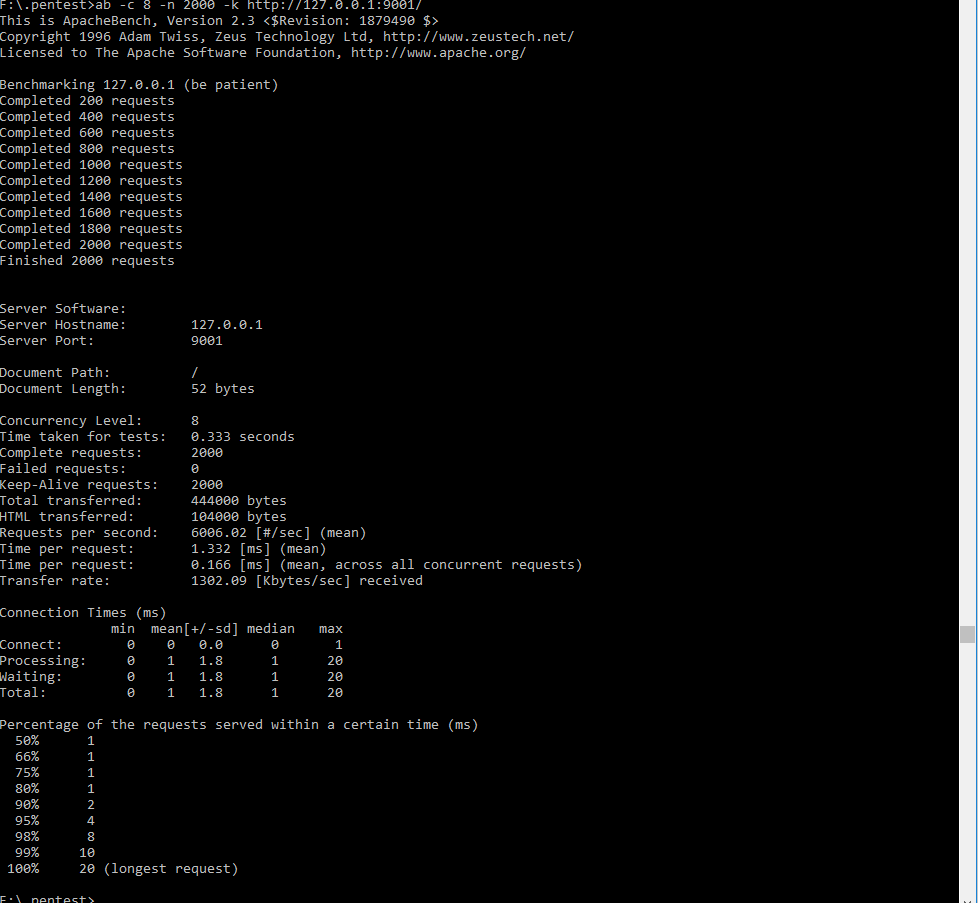 F:\.pentest>ab -c 8 -n 2000 -k http://127.0.0.1:9001/
This is ApacheBench, Version 2.3 <$Revision: 1879490 $>
Copyright 1996 Adam Twiss, Zeus Technology Ltd, http://www.zeustech.net/
Licensed to The Apache Software Foundation, http://www.apache.org/
Benchmarking 127.0.0.1 (be patient)
Completed 200 requests
Completed 400 requests
Completed 600 requests
Completed 800 requests
Completed 1000 requests
Completed 1200 requests
Completed 1400 requests
Completed 1600 requests
Completed 1800 requests
Completed 2000 requests
Finished 2000 requests
Server Software:
Server Hostname:        127.0.0.1
Server Port:            9001
Document Path:          /
Document Length:        52 bytes
Concurrency Level:      8
Time taken for tests:   0.333 seconds
Complete requests:      2000
Failed requests:        0
Keep-Alive requests:    2000
Total transferred:      444000 bytes
HTML transferred:       104000 bytes
Requests per second:    6006.02 [#/sec] (mean)
Time per request:       1.332 [ms] (mean)
Time per request:       0.166 [ms] (mean, across all concurrent requests)
Transfer rate:          1302.09 [Kbytes/sec] received
Connection Times (ms)
              min  mean[+/-sd] median   max
Connect:        0    0   0.0      0       1
Processing:     0    1   1.8      1      20
Waiting:        0    1   1.8      1      20
Total:          0    1   1.8      1      20
Percentage of the requests served within a certain time (ms)
  50%      1
  66%      1
  75%      1
  80%      1
  90%      2
  95%      4
  98%      8
  99%     10
 100%     20 (longest request)
F:\.pentest>